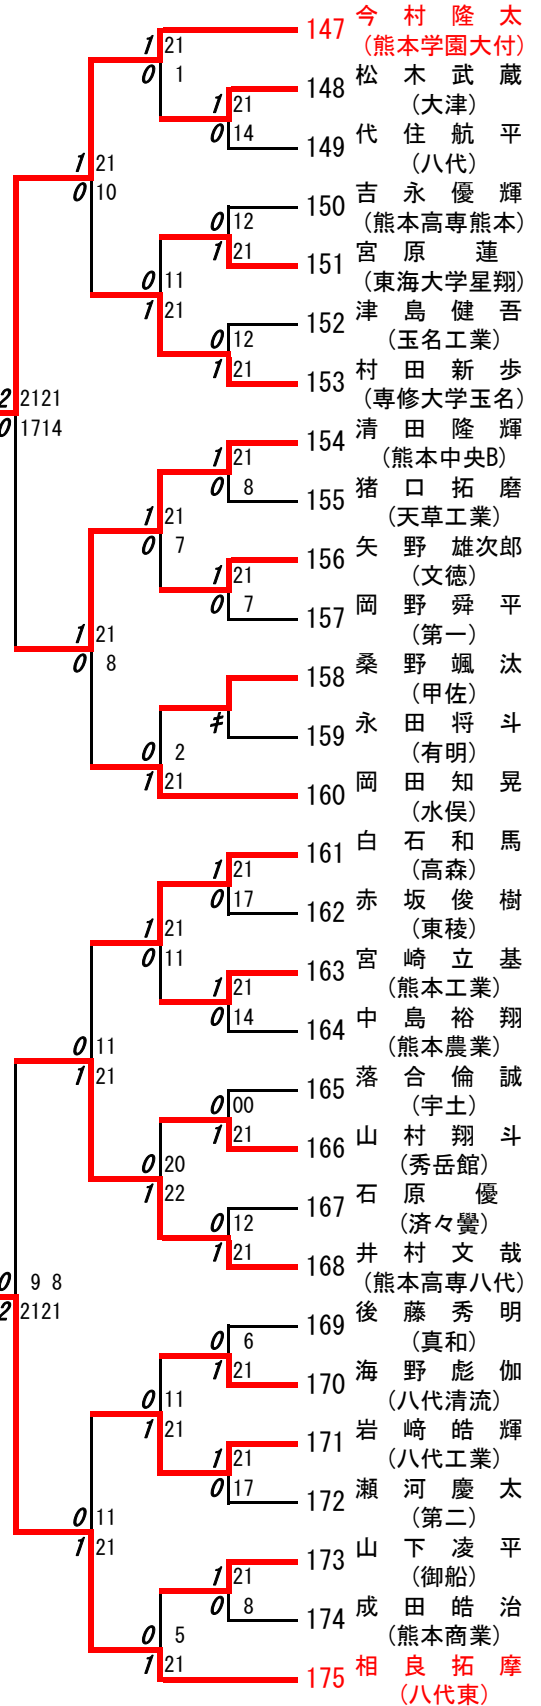 147 今村隆太
(熊本学園大付)
1 21
0 1
148 松木武蔵
(大津)
1 21
0 14
149 代住航平
(八代)
1 21
0 10
150 吉永優輝
(熊本高専熊本)
0 12
1 21
151 宮原蓮
(東海大学星翔)
0 11
1 21
152 津島健吾
(玉名工業)
0 12
1 21
153 村田新歩
(専修大学玉名)
2 2121
0 1714
154 清田隆輝
(熊本中央B)
1 21
0 8
155 猪口拓磨
(天草工業)
1 21
0 7
156 矢野雄次郎
(文徳)
1 21
0 7
157 岡野舜平
(第一)
1 21
0 8
158 桑野颯汰
(甲佐)
キ
159 永田将斗
(有明)
0 2
1 21
160 岡田知晃
(水俣)
161 白石和馬
(高森)
1 21
0 17
162 赤坂俊樹
(東稜)
1 21
0 11
163 宮崎立基
(熊本工業)
1 21
0 14
164 中島裕翔
(熊本農業)
0 11
1 21
165 落合倫誠
(宇土)
0 00
1 21
166 山村翔斗
(秀岳館)
0 20
1 22
167 石原優
(済々黌)
0 12
1 21
168 井村文哉
(熊本高専八代)
0 9 8
2 2121
169 後藤秀明
(真和)
0 6
1 21
170 海野彪伽
(八代清流)
0 11
1 21
171 岩﨑皓輝
(八代工業)
1 21
0 17
172 瀬河慶太
(第二)
0 11
1 21
173 山下凌平
(御船)
1 21
0 8
174 成田皓治
(熊本商業)
0 5
1 21
175 相良拓摩
(八代東)